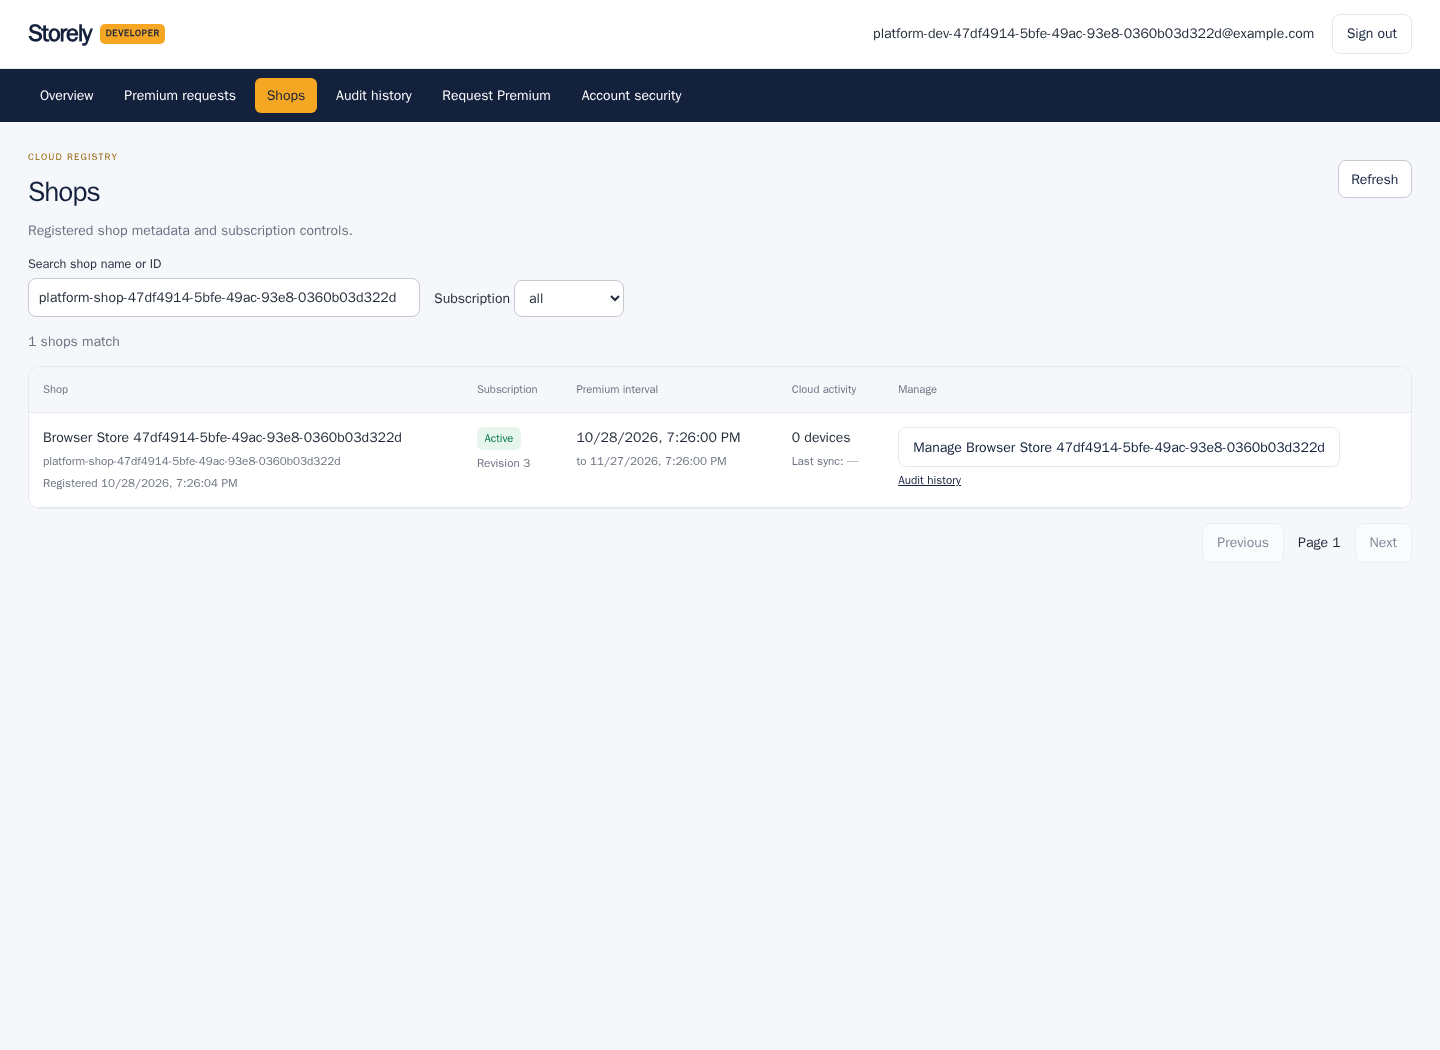 Storely DEVELOPER
platform-dev-47df4914-5bfe-49ac-93e8-0360b03d322d@example.com Sign out
Overview Premium requests Shops Audit history Request Premium Account security
CLOUD REGISTRY
Shops
Refresh
Registered shop metadata and subscription controls.
Search shop name or ID
platform-shop-47df4914-5bfe-49ac-93e8-0360b03d322d Subscription all
1 shops match
Shop Subscription Premium interval Cloud activity Manage
Browser Store 47df4914-5bfe-49ac-93e8-0360b03d322d Active 10/28/2026, 7:26:00 PM 0 devices Manage Browser Store 47df4914-5bfe-49ac-93e8-0360b03d322d
platform-shop-47df4914-5bfe-49ac-93e8-0360b03d322d Revision 3 to 11/27/2026, 7:26:00 PM Last sync: —
Registered 10/28/2026, 7:26:04 PM Audit history
Previous Page 1 Next